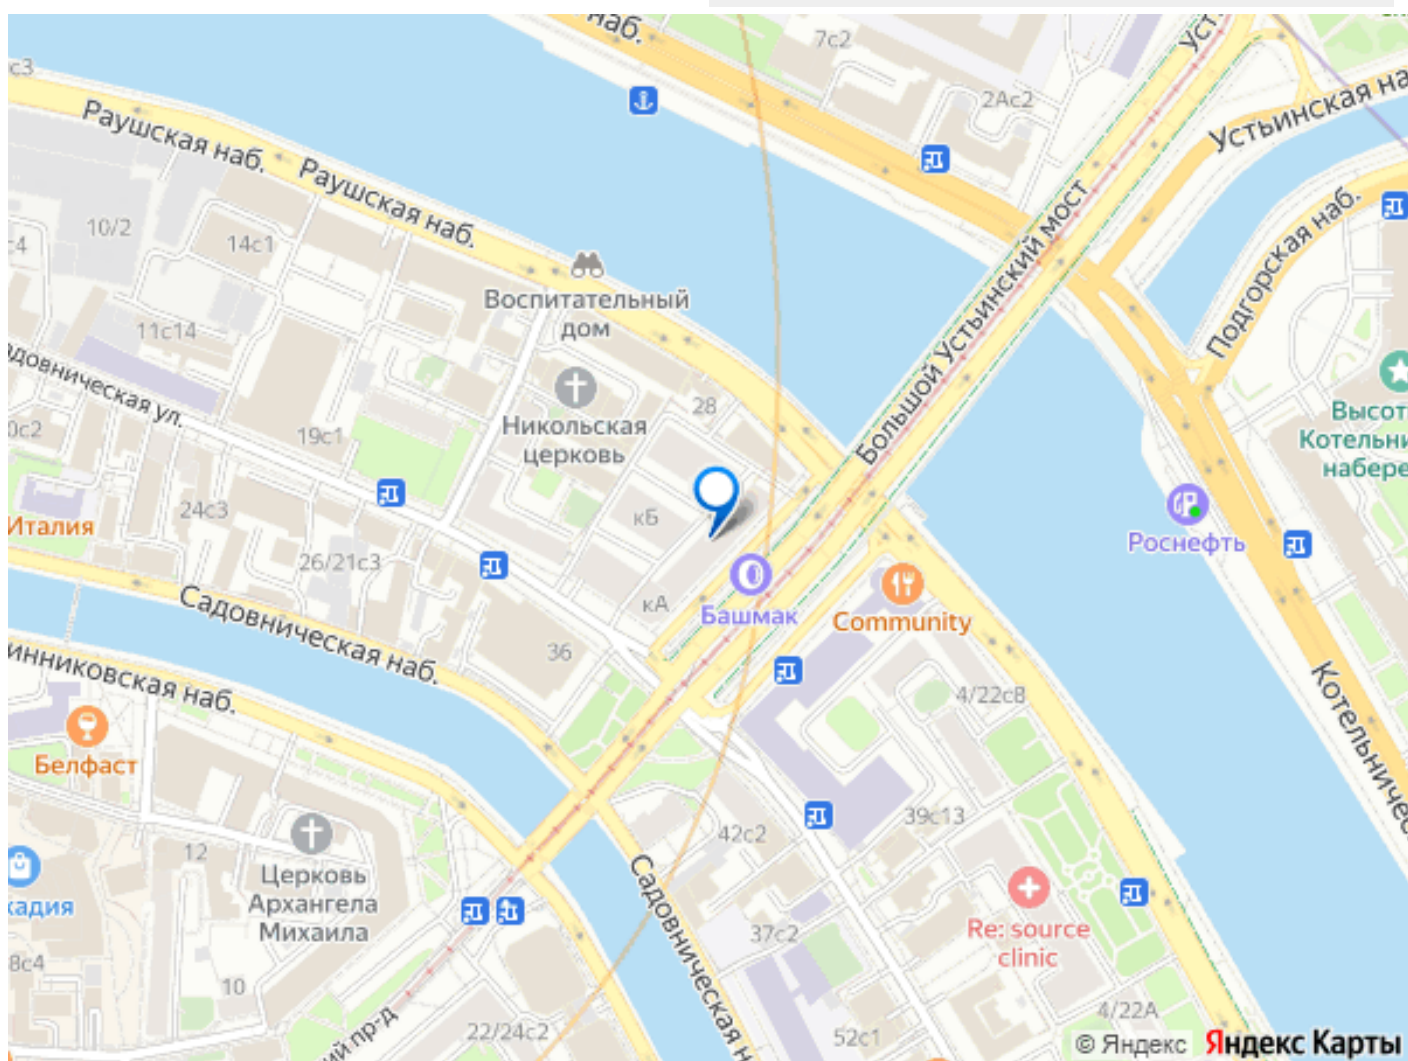 наб.
7с2
Уст
2Ас2
Устьинская на
с3
Раушская наб.
Раушская наб.
10/2
14с1
с4
Воспитательный
дом
Большой Устьинский мост
Подгорская наб.
11с14
адовническая ул.
Никольская
церковь
28
Высот
Котельни
набере
0с2
19с1
24с3
Италия
кБ
Роснефть
26/21с3
кА
Башмак
Community
Садовническая наб.
36
инниковская наб.
4/22с8
Котельничес
Белфаст
12
42с2
39с13
Церковь
Архангела
Михаила
кадия
8с4
Садовническая н
37с2
Re: source
clinic
10
ий пр-д
22/24с2
52с1
4/22А
© Яндекс Яндекс Карты